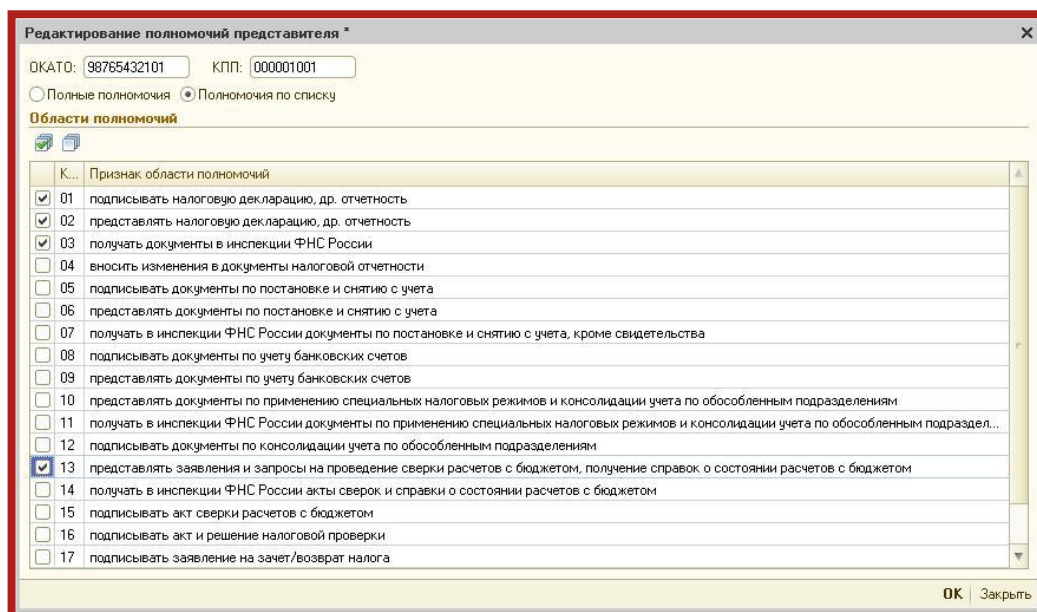 Редактирование полномочий представителя *
ОКАТО: 98765432101 КПП: 000001001
Полные полномочия Полномочия по списку
Области полномочий
К... Признак области полномочий
01 подписывать налоговую декларацию, др. отчетность
02 представлять налоговую декларацию, др. отчетность
03 получать документы в инспекции ФНС России
04 вносить изменения в документы налоговой отчетности
05 подписывать документы по постановке и снятию с учета
06 представлять документы по постановке и снятию с учета
07 получать в инспекции ФНС России документы по постановке и снятию с учета, кроме свидетельства
08 подписывать документы по учету банковских счетов
09 представлять документы по учету банковских счетов
10 представлять документы по применению специальных налоговых режимов и консолидации учета по обособленным подразделениям
11 получать в инспекции ФНС России документы по применению специальных налоговых режимов и консолидации учета по обособленным подраздел...
12 подписывать документы по консолидации учета по обособленным подразделениям
13 представлять заявления и запросы на проведение сверки расчетов с бюджетом, получение справок о состоянии расчетов с бюджетом
14 получать в инспекции ФНС России акты сверок и справки о состоянии расчетов с бюджетом
15 подписывать акт сверки расчетов с бюджетом
16 подписывать акт и решение налоговой проверки
17 подписывать заявление на зачет/возврат налога
OK Закрыть